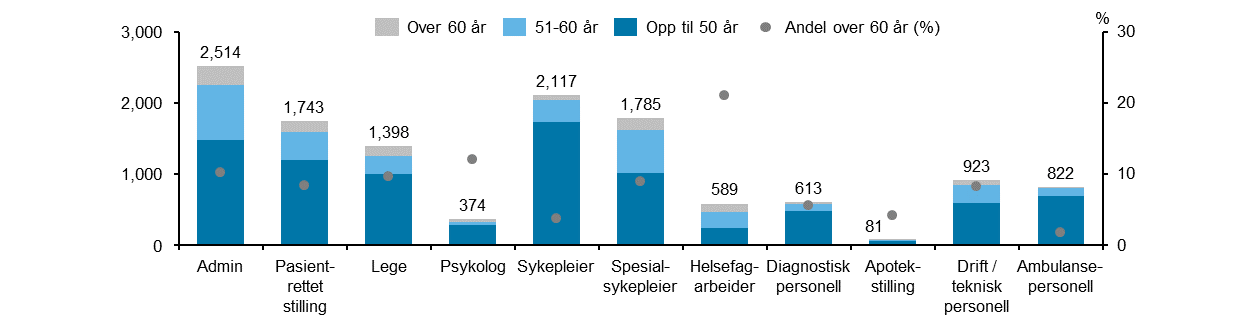 Over 60 år
51-60 år
Opp til 50 år
Andel over 60 år (%)
%
3,000
2,000
1,000
0
30
20
10
0
2,514
1,743
1,398
374
2,117
1,785
589
613
81
923
822
Admin
Pasient-
rettet
stilling
Lege
Psykolog
Sykepleier
Spesial-
sykepleier
Helsefag-
arbeider
Diagnostisk
personell
Apotek-
stilling
Drift /
teknisk
personell
Ambulanse-
personell